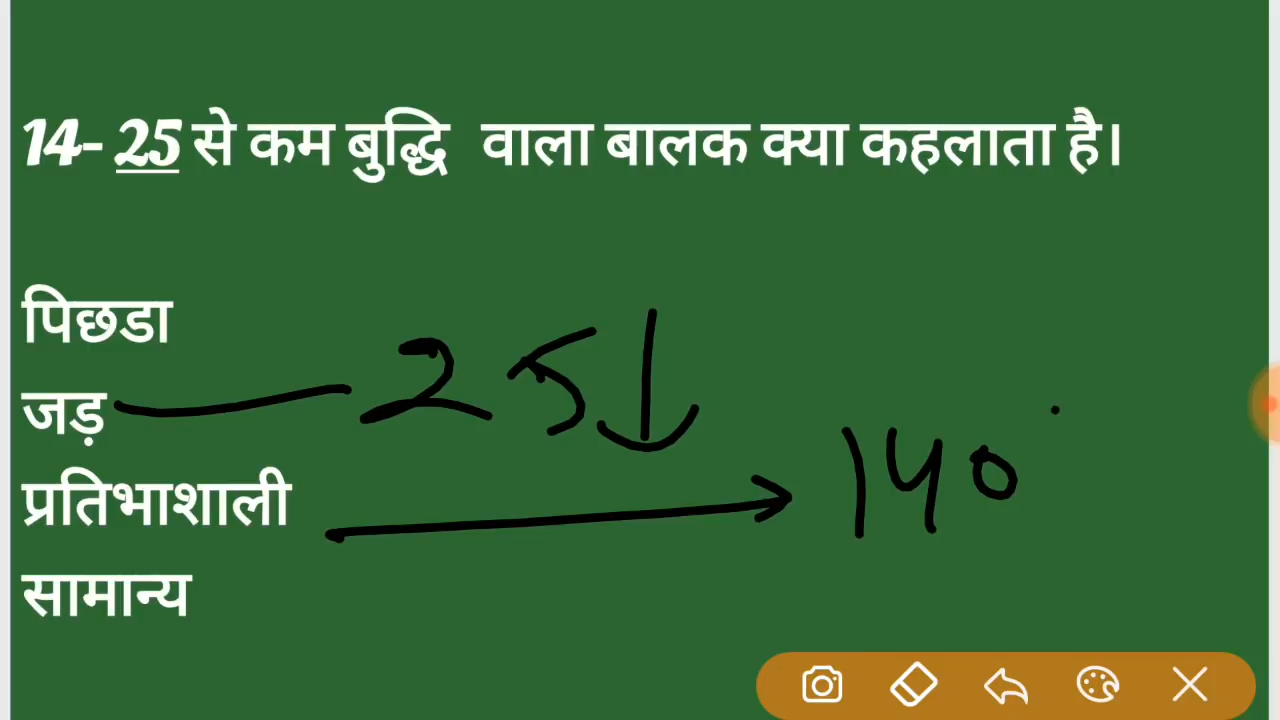 14- 25 से कम बुद्धि वाला बालक क्या कहलाता है।
पिछडा
जड़ 25
प्रतिभाशाली 140
सामान्य